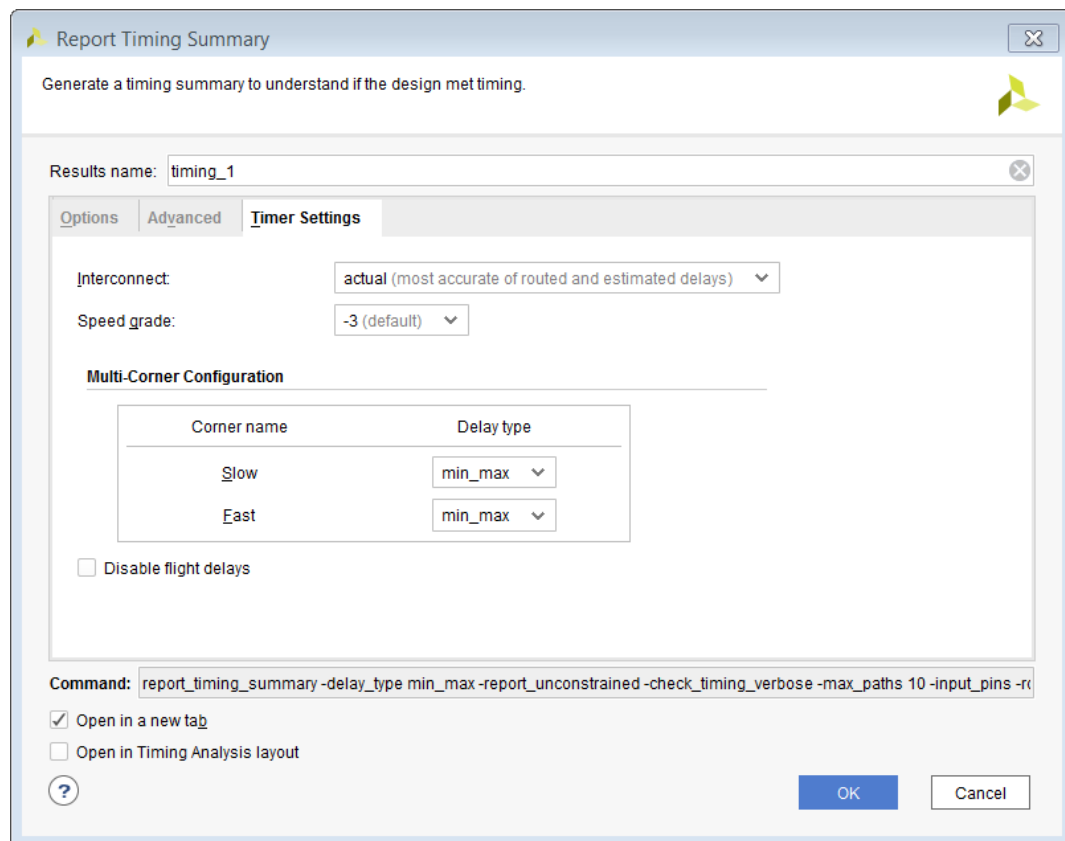 Report Timing Summary
Generate a timing summary to understand if the design met timing.
Results name: timing_1
Options Advanced Timer Settings
Interconnect: actual (most accurate of routed and estimated delays)
Speed grade: -3 (default)
Multi-Corner Configuration
Corner name Delay type
Slow min_max
Fast min_max
Disable flight delays
Command: report_timing_summary -delay_type min_max -report_unconstrained -check_timing_verbose -max_paths 10 -input_pins
Open in a new tab
Open in Timing Analysis layout
? OK Cancel